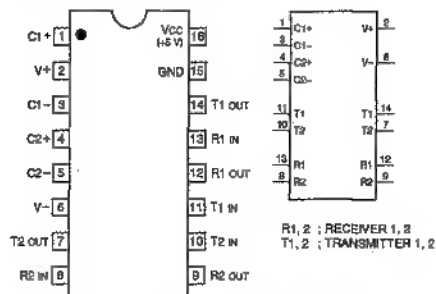 C1+ 1 VCC (+5 V) 16
V+ 2 GND 15
C1- 3 14 T1 OUT
C2+ 4 13 R1 IN
C2- 5 12 R1 OUT
V- 6 11 T1 IN
T2 OUT 7 10 T2 IN
R2 IN 8 9 R2 OUT
1 C1+ V+ 2
3 C1-
4 C2+ V- 6
5 C2-
11 T1 T1 14
10 T2 T2 7
13 R1 R1 12
8 R2 R2 9
R1, 2 ; RECEIVER 1, 2
T1, 2 ; TRANSMITTER 1, 2